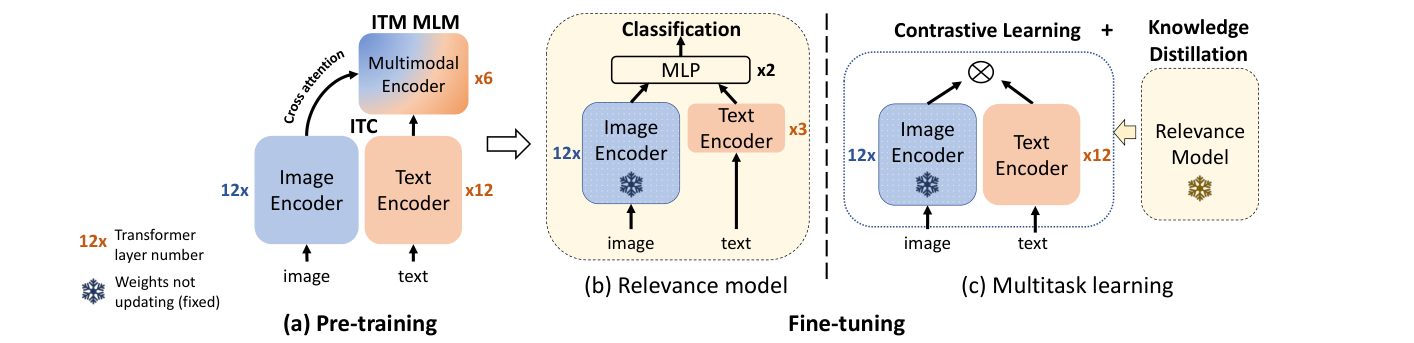 ITM MLM
Multimodal
Encoder
x6
Cross attention
ITC
12x
Image
Encoder
Text
Encoder
x12
image
text
12x
Transformer
layer number
Weights not
updating (fixed)
(a) Pre-training
Classification
MLP
x2
12x
Image
Encoder
Text
Encoder
x3
image
text
(b) Relevance model
Contrastive Learning +
Knowledge
Distillation
12x
Image
Encoder
Text
Encoder
x12
image
text
Relevance
Model
(c) Multitask learning
Fine-tuning